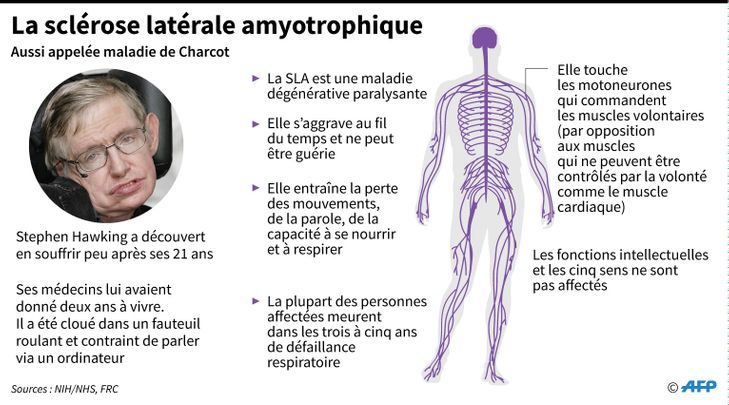 La sclérose latérale amyotrophique
Aussi appelée maladie de Charcot
Stephen Hawking a découvert
en souffrir peu après ses 21 ans
Ses médecins lui avaient
donné deux ans à vivre.
Il a été cloué dans un fauteuil
roulant et contraint de parler
via un ordinateur
La SLA est une maladie
dégénérative paralysante
Elle s’aggrave au fil
du temps et ne peut
être guérie
Elle entraîne la perte
des mouvements,
de la parole, de la
capacité à se nourrir
et à respirer
La plupart des personnes
affectées meurent
dans les trois à cinq ans
de défaillance
respiratoire
Elle touche
les motoneurones
qui commandent
les muscles volontaires
(par opposition
aux muscles
qui ne peuvent être
contrôlés par la volonté
comme le muscle
cardiaque)
Les fonctions intellectuelles
et les cinq sens ne sont
pas affectés
Sources : NIH/NHS, FRC
© AFP